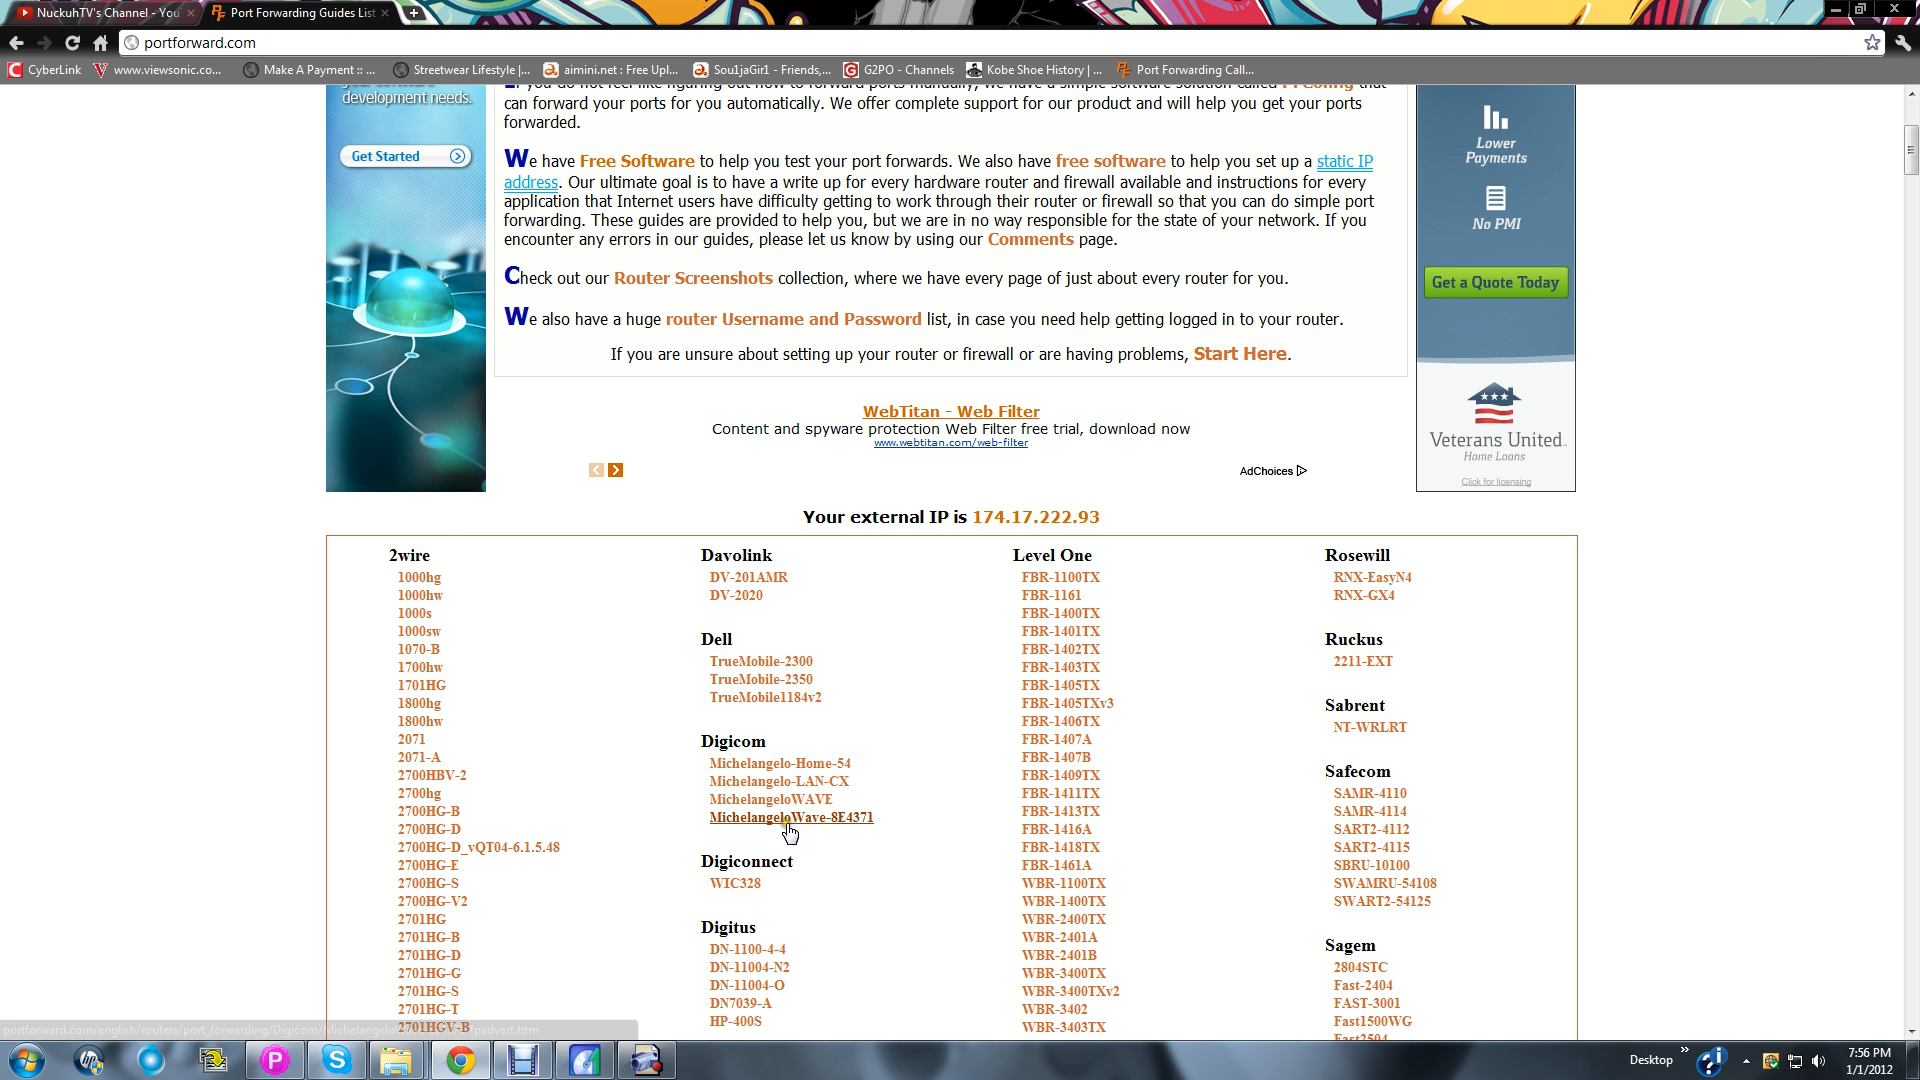 NuckuhTV's Channel - You
Port Forwarding Guides List
portforward.com
CyberLink
www.viewsonic.co...
Make A Payment :: ...
Streetwear Lifestyle |...
aimini.net : Free Upl...
Sou1jaGir1 - Friends,...
G2PO - Channels
Kobe Shoe History | ...
Port Forwarding Call...
development needs.
Get Started
If you do not feel like figuring out how to forward ports manually, we have a simple software solution called PFConfig that
can forward your ports for you automatically. We offer complete support for our product and will help you get your ports
forwarded.
We have Free Software to help you test your port forwards. We also have free software to help you set up a static IP
address. Our ultimate goal is to have a write up for every hardware router and firewall available and instructions for every
application that Internet users have difficulty getting to work through their router or firewall so that you can do simple port
forwarding. These guides are provided to help you, but we are in no way responsible for the state of your network. If you
encounter any errors in our guides, please let us know by using our Comments page.
Check out our Router Screenshots collection, where we have every page of just about every router for you.
We also have a huge router Username and Password list, in case you need help getting logged in to your router.
If you are unsure about setting up your router or firewall or are having problems, Start Here.
Lower
Payments
No PMI
Get a Quote Today
Veterans United
Home Loans
Click for licensing
WebTitan - Web Filter
Content and spyware protection Web Filter free trial, download now
www.webtitan.com/web-filter
AdChoices
Your external IP is 174.17.222.93
2wire
1000hg
1000hw
1000s
1000sw
1070-B
1700hw
1701HG
1800hg
1800hw
2071
2071-A
2700HBV-2
2700hg
2700HG-B
2700HG-D
2700HG-D_vQT04-6.1.5.48
2700HG-E
2700HG-S
2700HG-V2
2701HG
2701HG-B
2701HG-D
2701HG-G
2701HG-S
2701HG-T
2701HGV-B
Davolink
DV-201AMR
DV-2020
Dell
TrueMobile-2300
TrueMobile-2350
TrueMobile1184v2
Digicom
Michelangelo-Home-54
Michelangelo-LAN-CX
MichelangeloWAVE
MichelangeloWave-8E4371
Digiconnect
WIC328
Digitus
DN-1100-4-4
DN-11004-N2
DN-11004-O
DN7039-A
HP-400S
Level One
FBR-1100TX
FBR-1161
FBR-1400TX
FBR-1401TX
FBR-1402TX
FBR-1403TX
FBR-1405TX
FBR-1405TXv3
FBR-1406TX
FBR-1407A
FBR-1407B
FBR-1409TX
FBR-1411TX
FBR-1413TX
FBR-1416A
FBR-1418TX
FBR-1461A
WBR-1100TX
WBR-1400TX
WBR-2400TX
WBR-2401A
WBR-2401B
WBR-3400TX
WBR-3400TXv2
WBR-3402
WBR-3403TX
Rosewill
RNX-EasyN4
RNX-GX4
Ruckus
2211-EXT
Sabrent
NT-WRLRT
Safecom
SAMR-4110
SAMR-4114
SART2-4112
SART2-4115
SBRU-10100
SWAMRU-54108
SWART2-54125
Sagem
2804STC
Fast-2404
FAST-3001
Fast1500WG
Fast2504
Desktop
7:56 PM
1/1/2012